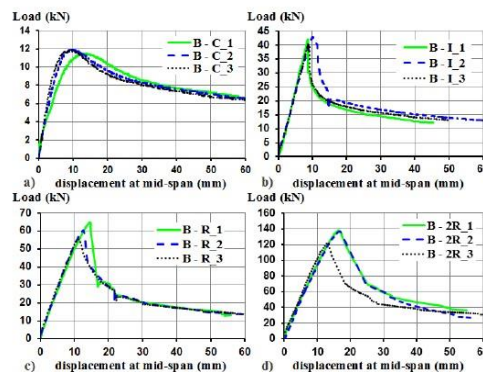 Load (kN)
14
12
10
8
6
4
2
0
B - C_1
B - C_2
B - C_3
0 10 20 30 40 50 60
a) displacement at mid-span (mm)
Load (kN)
45
40
35
30
25
20
15
10
5
0
B - I_1
B - I_2
B - I_3
0 10 20 30 40 50 60
b) displacement at mid-span (mm)
Load (kN)
70
60
50
40
30
20
10
0
B - R_1
B - R_2
B - R_3
0 10 20 30 40 50 60
c) displacement at mid-span (mm)
Load (kN)
160
140
120
100
80
60
40
20
0
B - 2R_1
B - 2R_2
B - 2R_3
0 10 20 30 40 50 60
d) displacement at mid-span (mm)